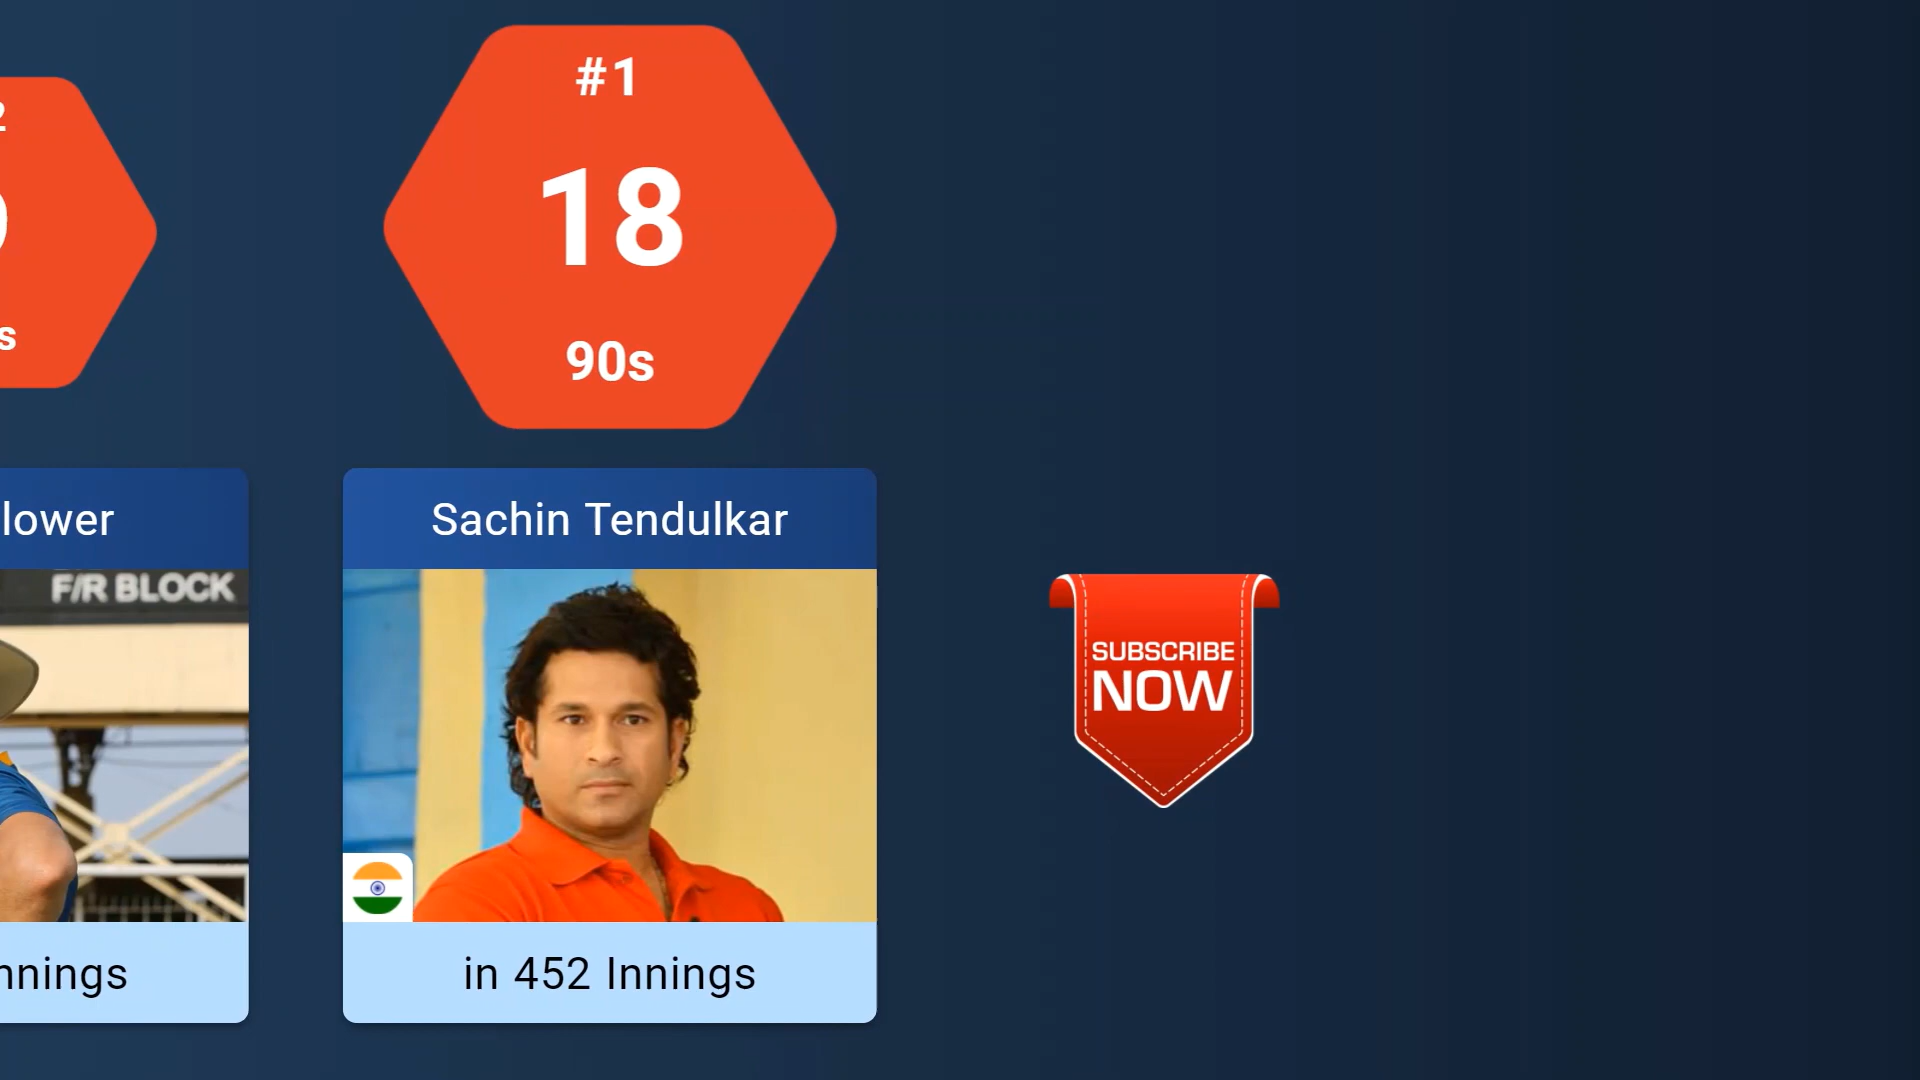 #1
18
90s
lower
Sachin Tendulkar
F/R BLOCK
SUBSCRIBE
NOW
nnings
in 452 Innings